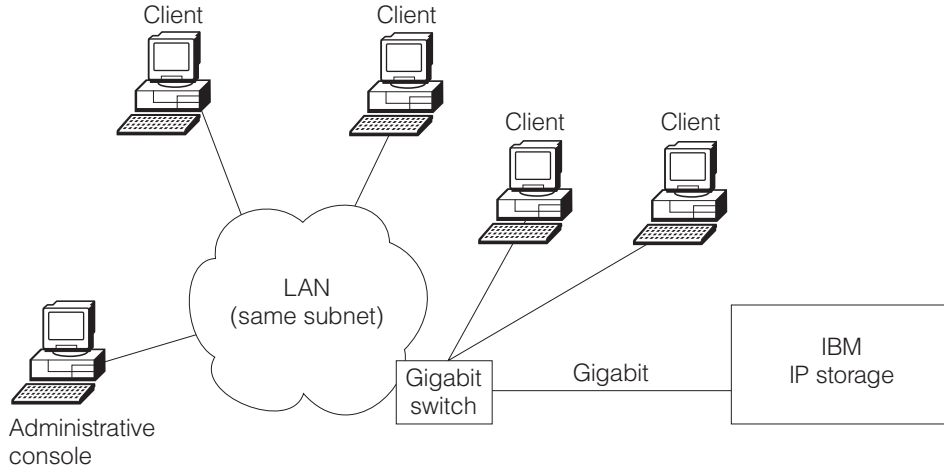 Client
Client
Client
Client
LAN
(same subnet)
IBM
IP storage
Gigabit
switch
Gigabit
Administrative
console